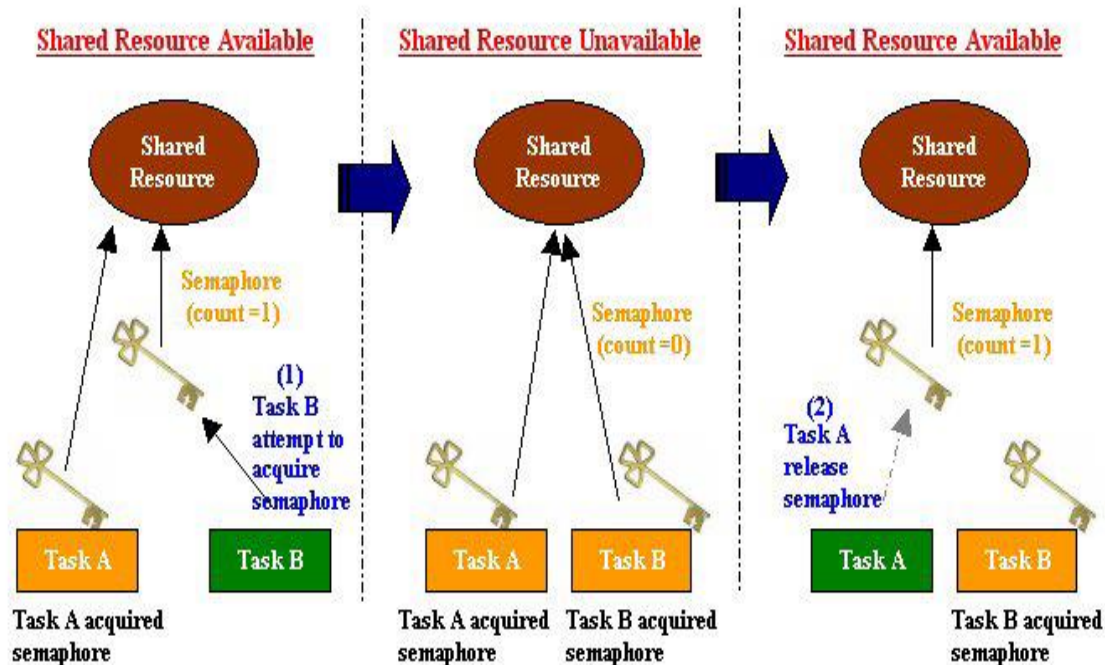 Shared Resource Available
Shared
Resource
Semaphore
(count=1)
(1)
Task B
attempt to
acquire
semaphore
Task A
Task B
Task A acquired
semaphore
Shared Resource Unavailable
Shared
Resource
Semaphore
(count=0)
Task A
Task B
Task A acquired
semaphore
Task B acquired
semaphore
Shared Resource Available
Shared
Resource
Semaphore
(count=1)
(2)
Task A
release
semaphore
Task A
Task B
Task B acquired
semaphore